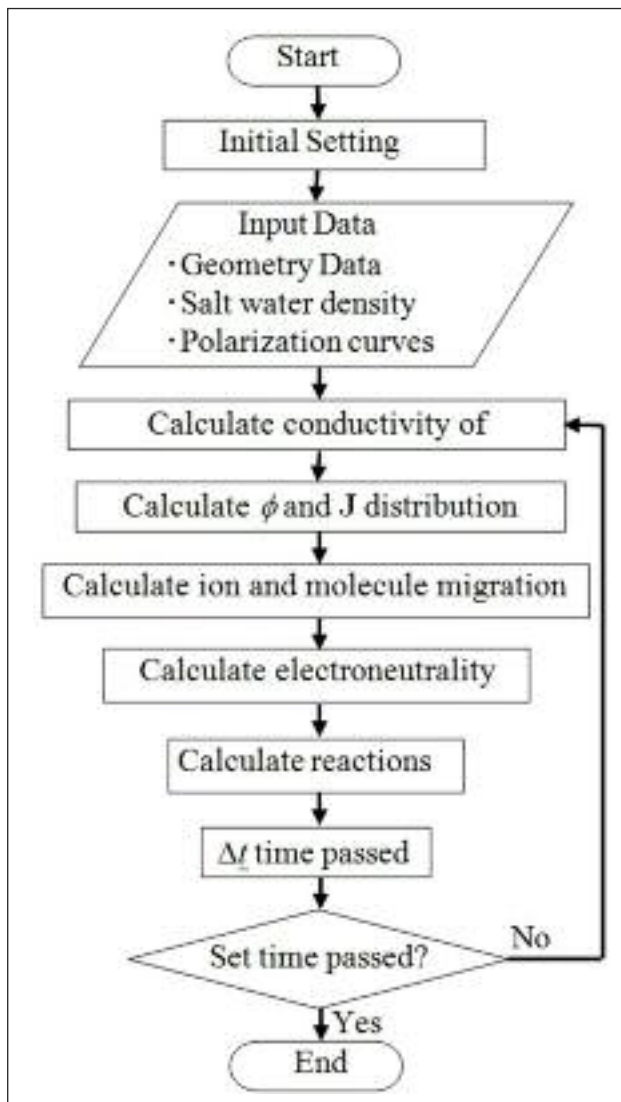 Start
Initial Setting
Input Data
・Geometry Data
・Salt water density
・Polarization curves
Calculate conductivity of
Calculate ϕ and J distribution
Calculate ion and molecule migration
Calculate electroneutrality
Calculate reactions
Δt time passed
Set time passed?
No
Yes
End